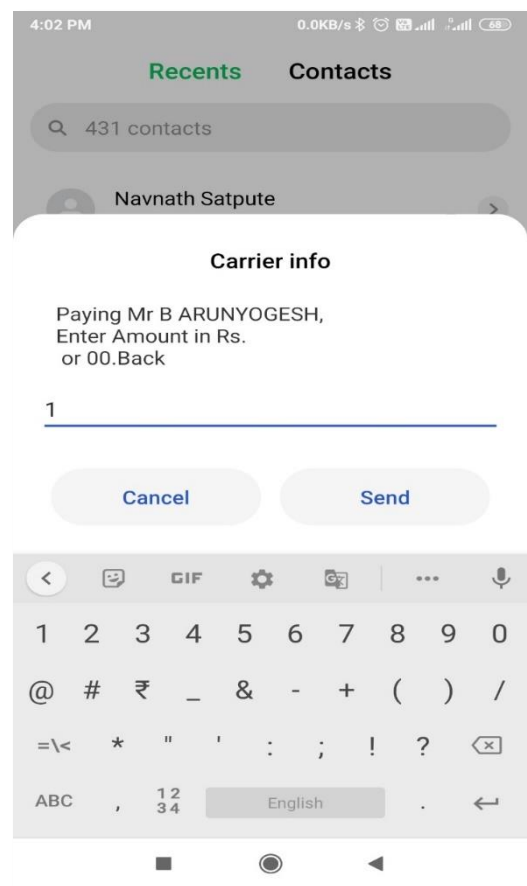 4:02 PM 0.0KB/s 68
Recents Contacts
431 contacts
Navnath Satpute
Carrier info
Paying Mr B ARUNYOGESH,
Enter Amount in Rs.
or 00.Back
1
Cancel Send
GIF ...
1 2 3 4 5 6 7 8 9 0
@ # ₹ _ & - + ( ) /
=\< * " ' : ; ! ?
ABC , 12 34 English .